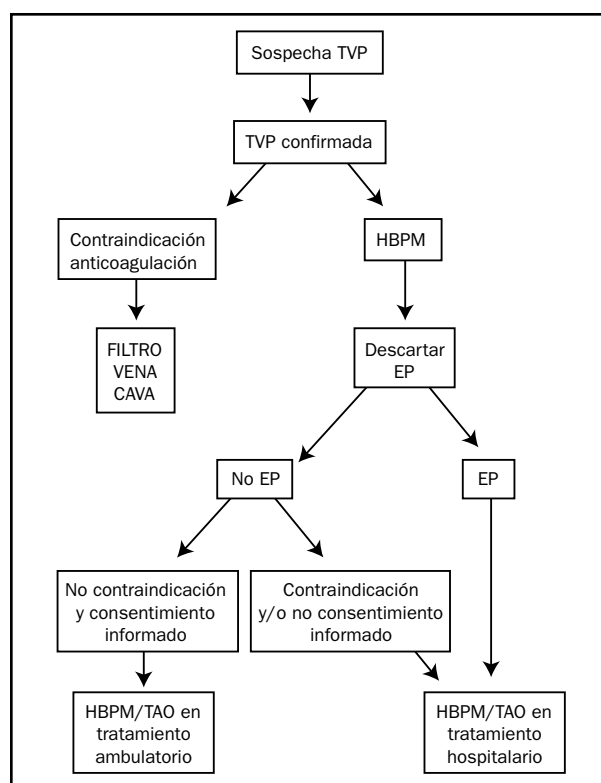 Sospecha TVP
TVP confirmada
Contraindicación
anticoagulación
HBPM
FILTRO
VENA
CAVA
Descartar
EP
No EP
EP
No contraindicación
y consentimiento
informado
Contraindicación
y/o no consentimiento
informado
HBPM/TAO en
tratamiento
ambulatorio
HBPM/TAO en
tratamiento
hospitalario